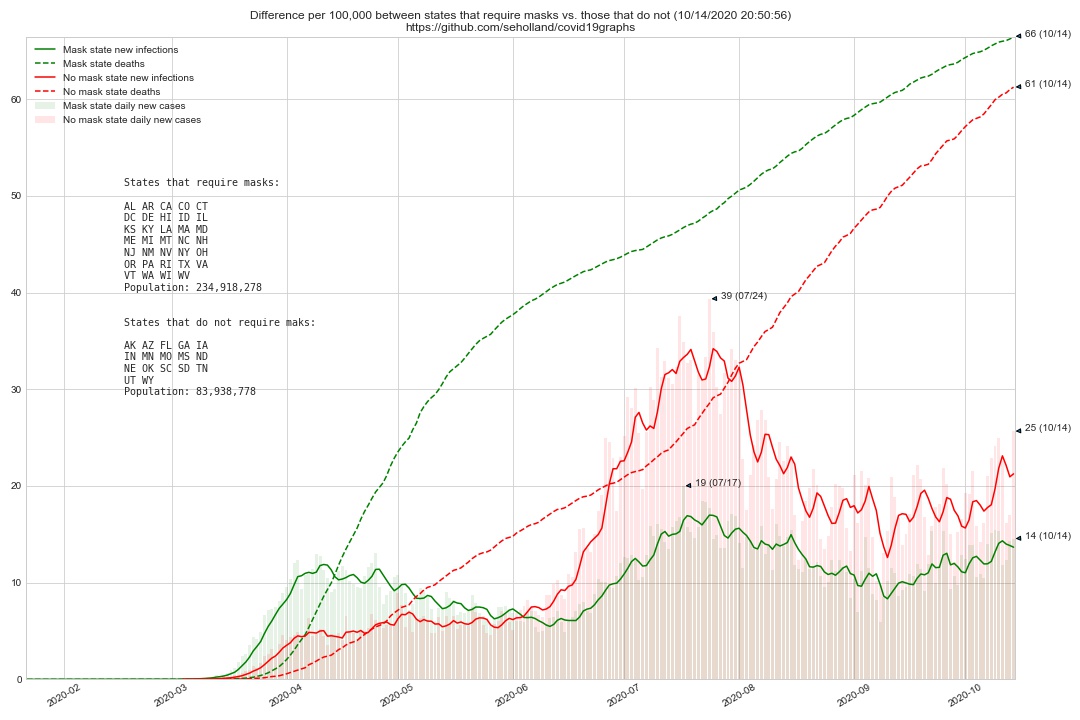 Difference per 100,000 between states that require masks vs. those that do not (10/14/2020 20:50:56)
https://github.com/seholland/covid19graphs
Mask state new infections
Mask state deaths
No mask state new infections
No mask state deaths
Mask state daily new cases
No mask state daily new cases
66 (10/14)
61 (10/14)
60
50
40
30
20
10
0
States that require masks:
AL AR CA CO CT
DC DE HI ID IL
KS KY LA MA MD
ME MI MT NC NH
NJ NM NV NY OH
OR PA RI TX VA
VT WA WI WV
Population: 234,918,278
States that do not require maks:
AK AZ FL GA IA
IN MN MO MS ND
NE OK SC SD TN
UT WY
Population: 83,938,778
39 (07/24)
19 (07/17)
25 (10/14)
14 (10/14)
2020-02
2020-03
2020-04
2020-05
2020-06
2020-07
2020-08
2020-09
2020-10